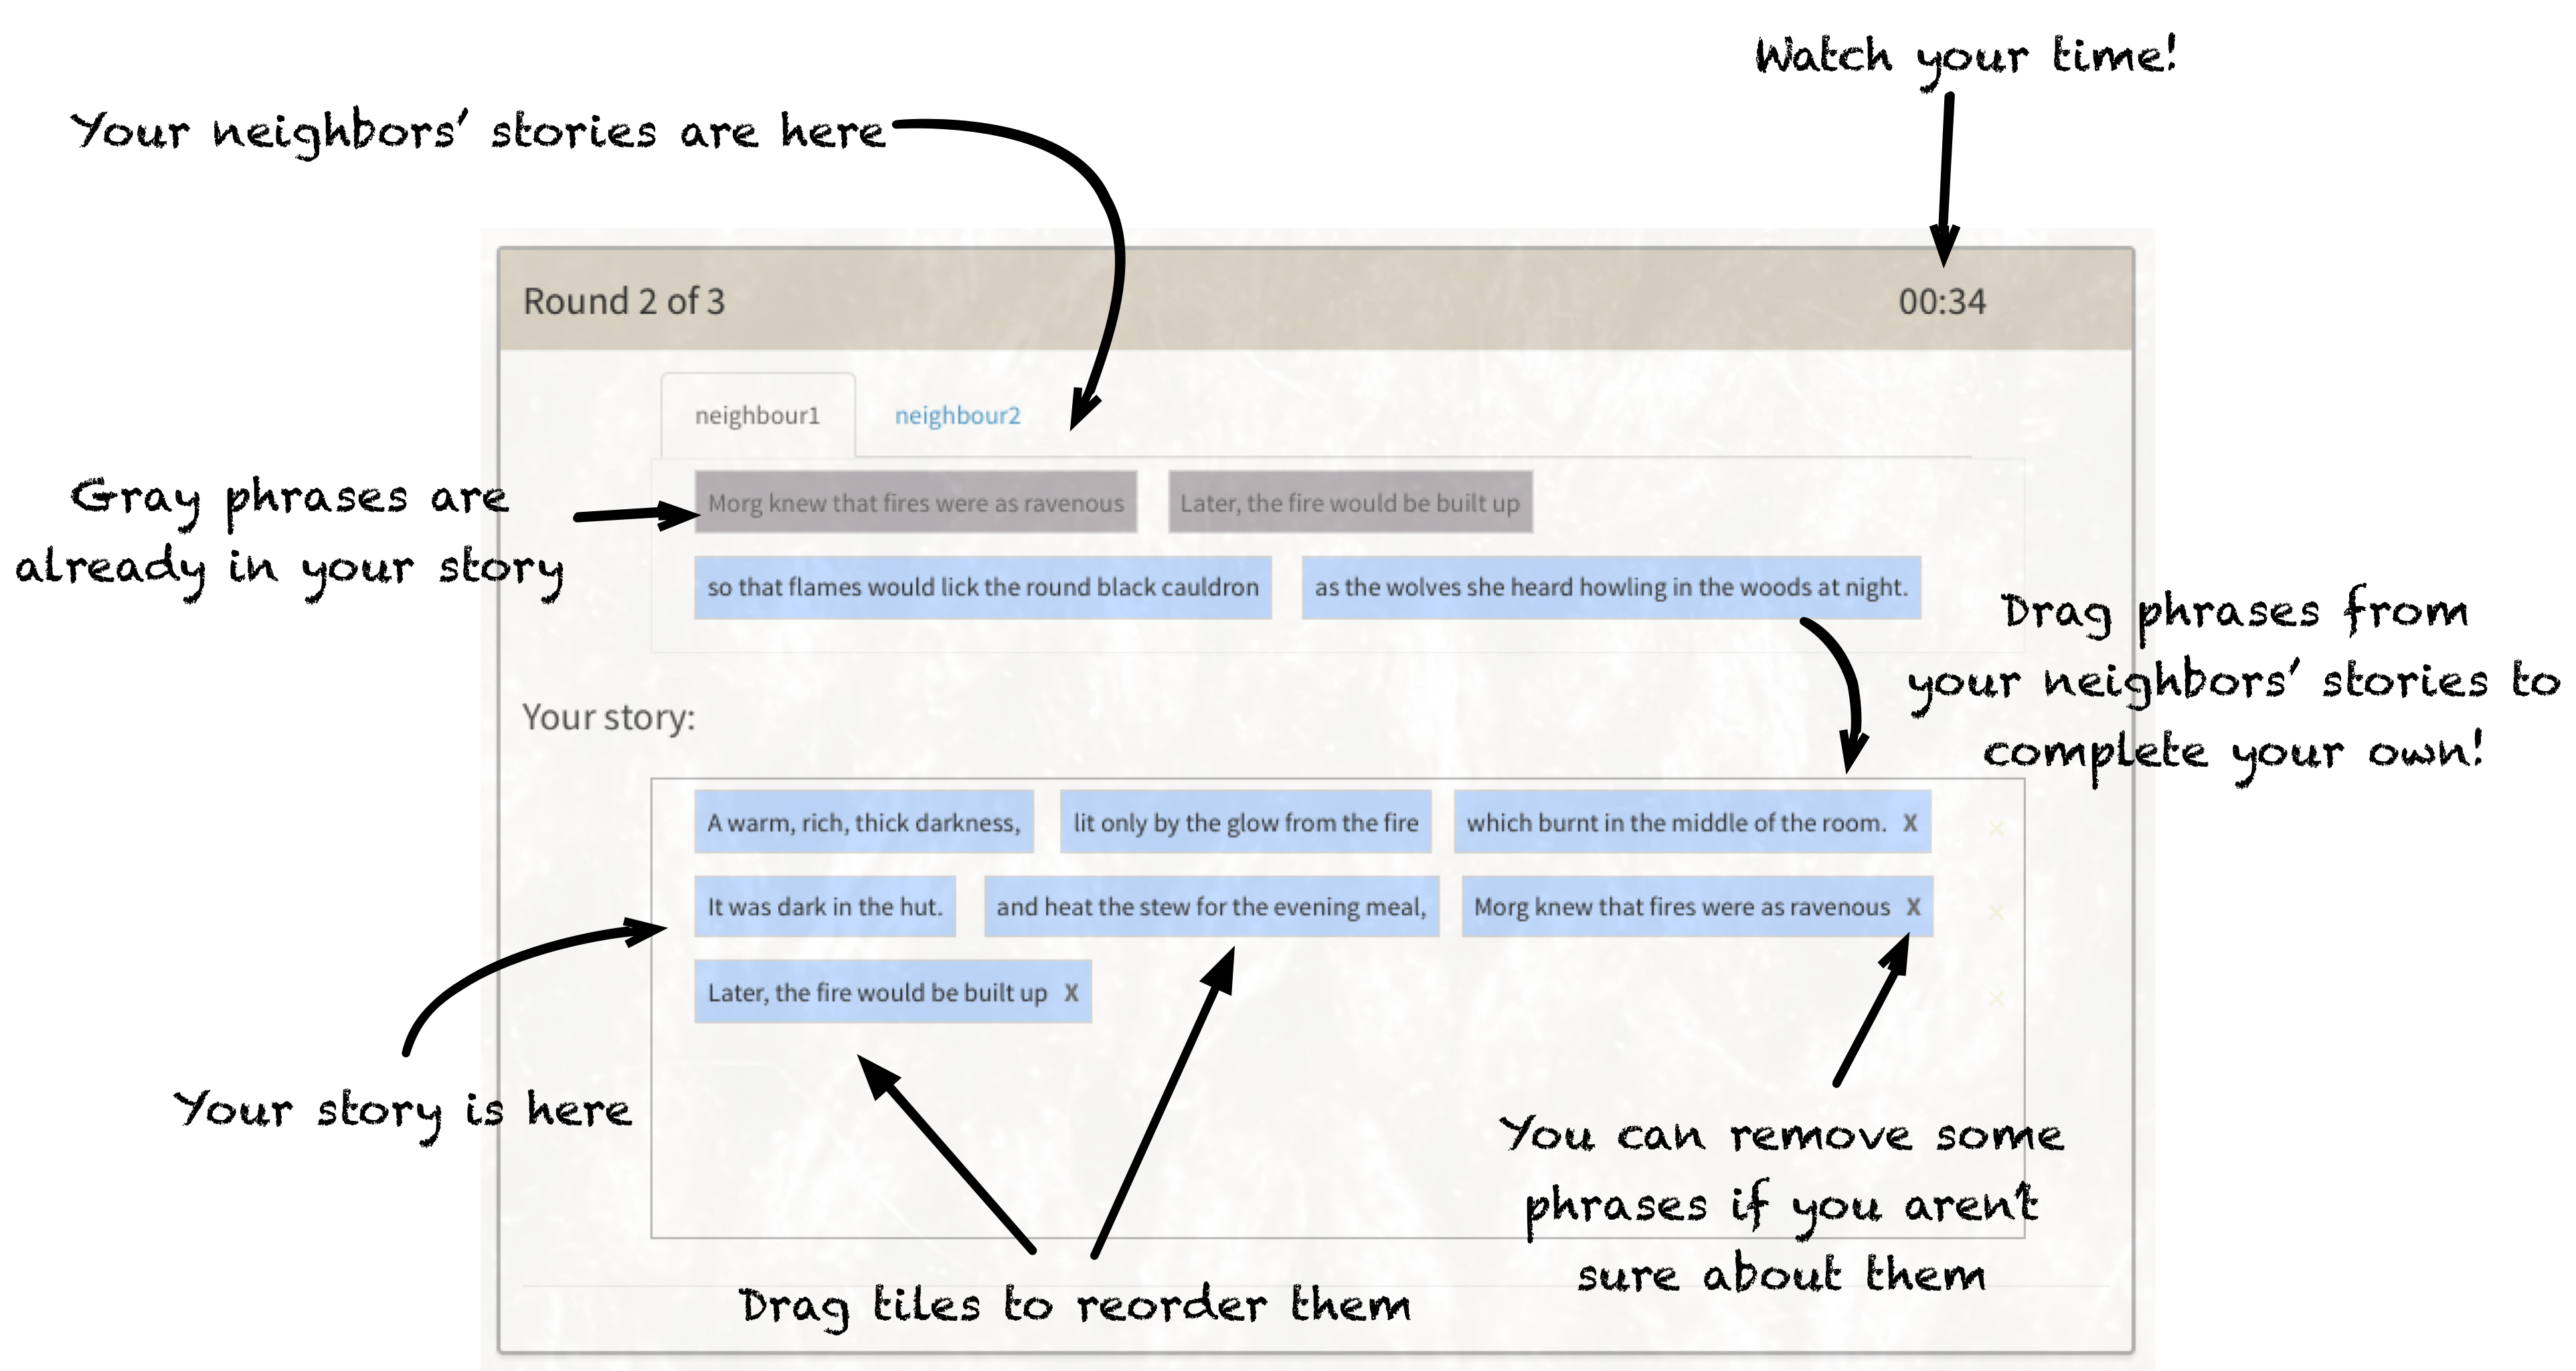 Watch your time!
Your neighbors' stories are here
Round 2 of 3
00:34
neighbour1
neighbour2
Gray phrases are
already in your story
Morg knew that fires were as ravenous
Later, the fire would be built up
so that flames would lick the round black cauldron
as the wolves she heard howling in the woods at night.
Drag phrases from
your neighbors' stories to
complete your own!
Your story:
A warm, rich, thick darkness,
lit only by the glow from the fire
which burnt in the middle of the room. X
It was dark in the hut.
and heat the stew for the evening meal,
Morg knew that fires were as ravenous X
Later, the fire would be built up X
Your story is here
You can remove some
phrases if you aren't
sure about them
Drag tiles to reorder them